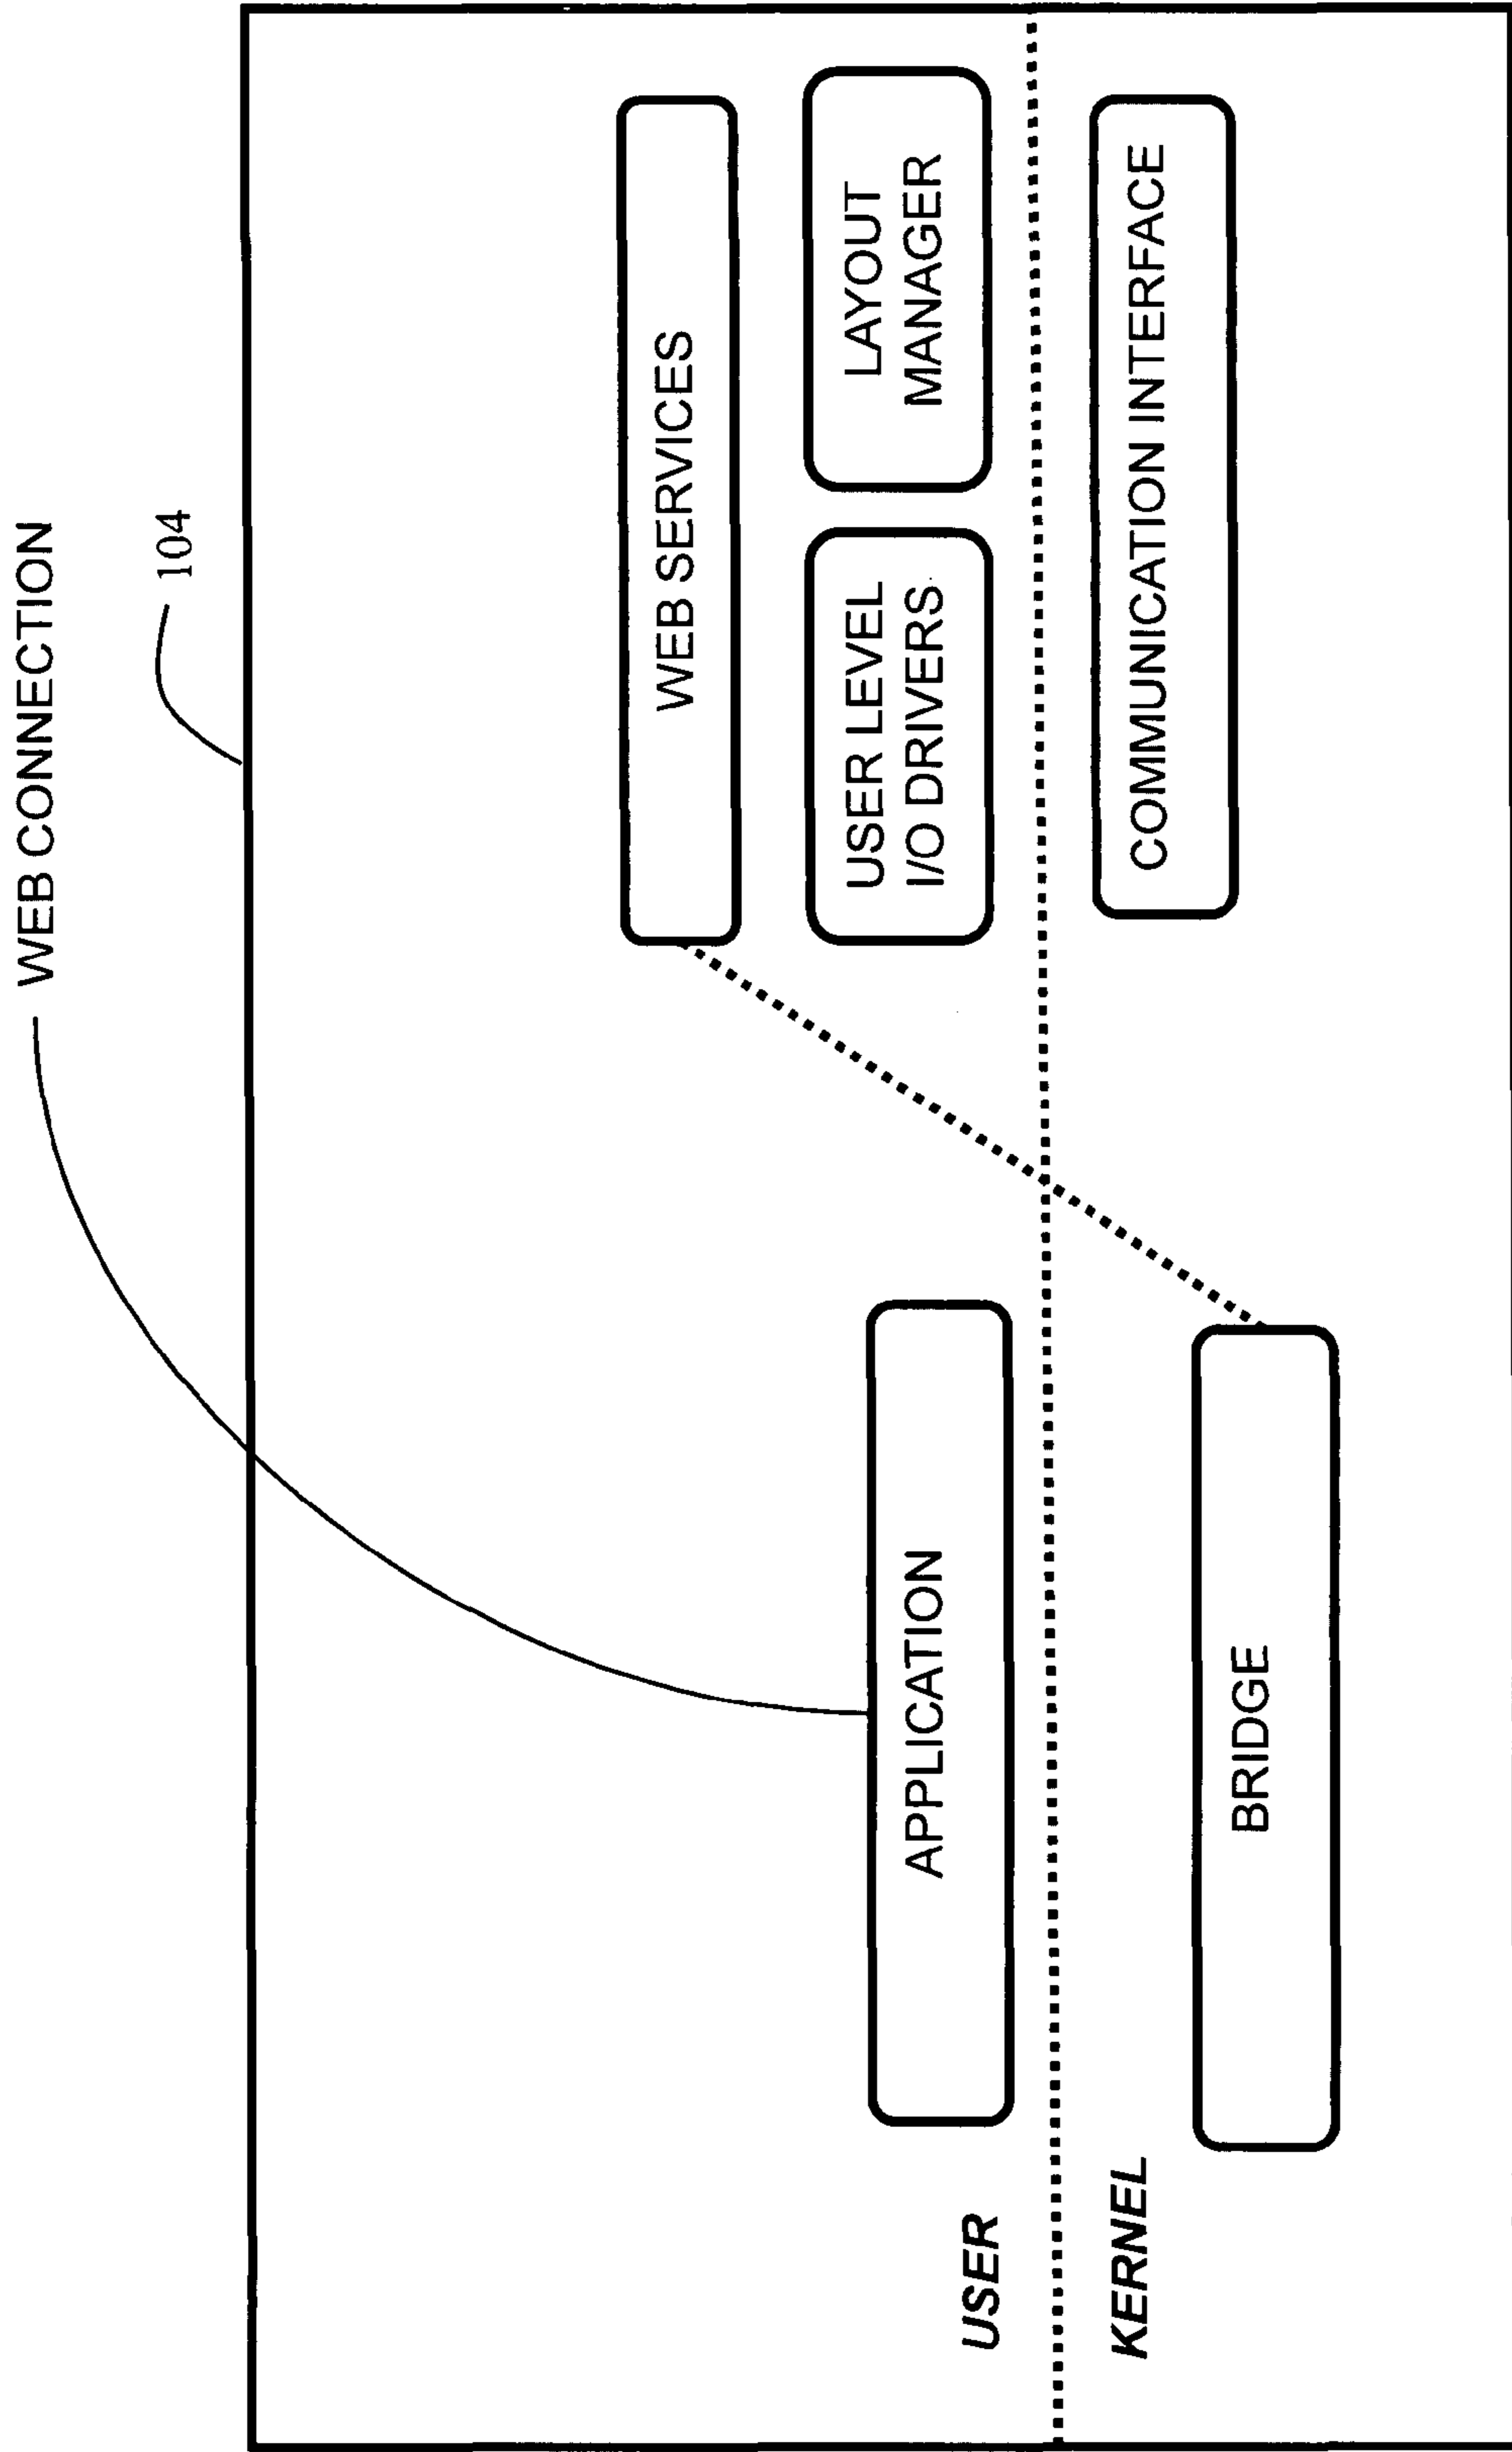 WEB CONNECTION
104
WEB SERVICES
USER LEVEL
I/O DRIVERS
LAYOUT
MANAGER
APPLICATION
USER
KERNEL
COMMUNICATION INTERFACE
BRIDGE